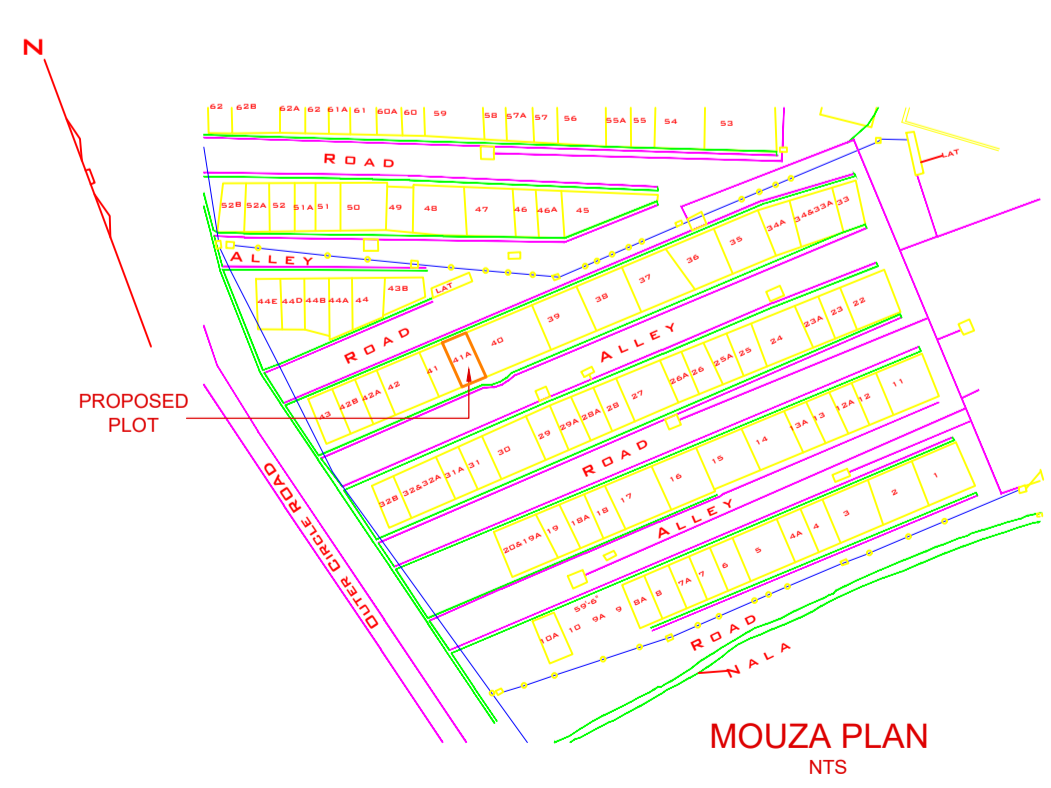 N
62 62B 62A 62 61A 61 60A 60 59 58 57A 57 56 55A 55 54 53
ROAD
LAT
52B 52A 52 51A 51 50 49 48 47 46 46A 45
ALLEY
44E 44D 44B 44A 44 43B
LAT
43 42B 42A 42 41 41A 40 39 38 37 36 35 34A 34&33A 33
ROAD
PROPOSED
PLOT
ALLEY
32B 32&32A 31A 31 30 29 29A 28A 28 27 26A 26 25A 25 24 23A 23 22
ROAD
20&19A 19 18A 18 17 16 15 14 13A 13 12A 12 11
ALLEY
59'-6"
10A 10 9A 9 8A 8 7A 7 6 5 4A 4 3 2 1
ROAD
NALA
OUTER CIRCLE ROAD
MOUZA PLAN
NTS